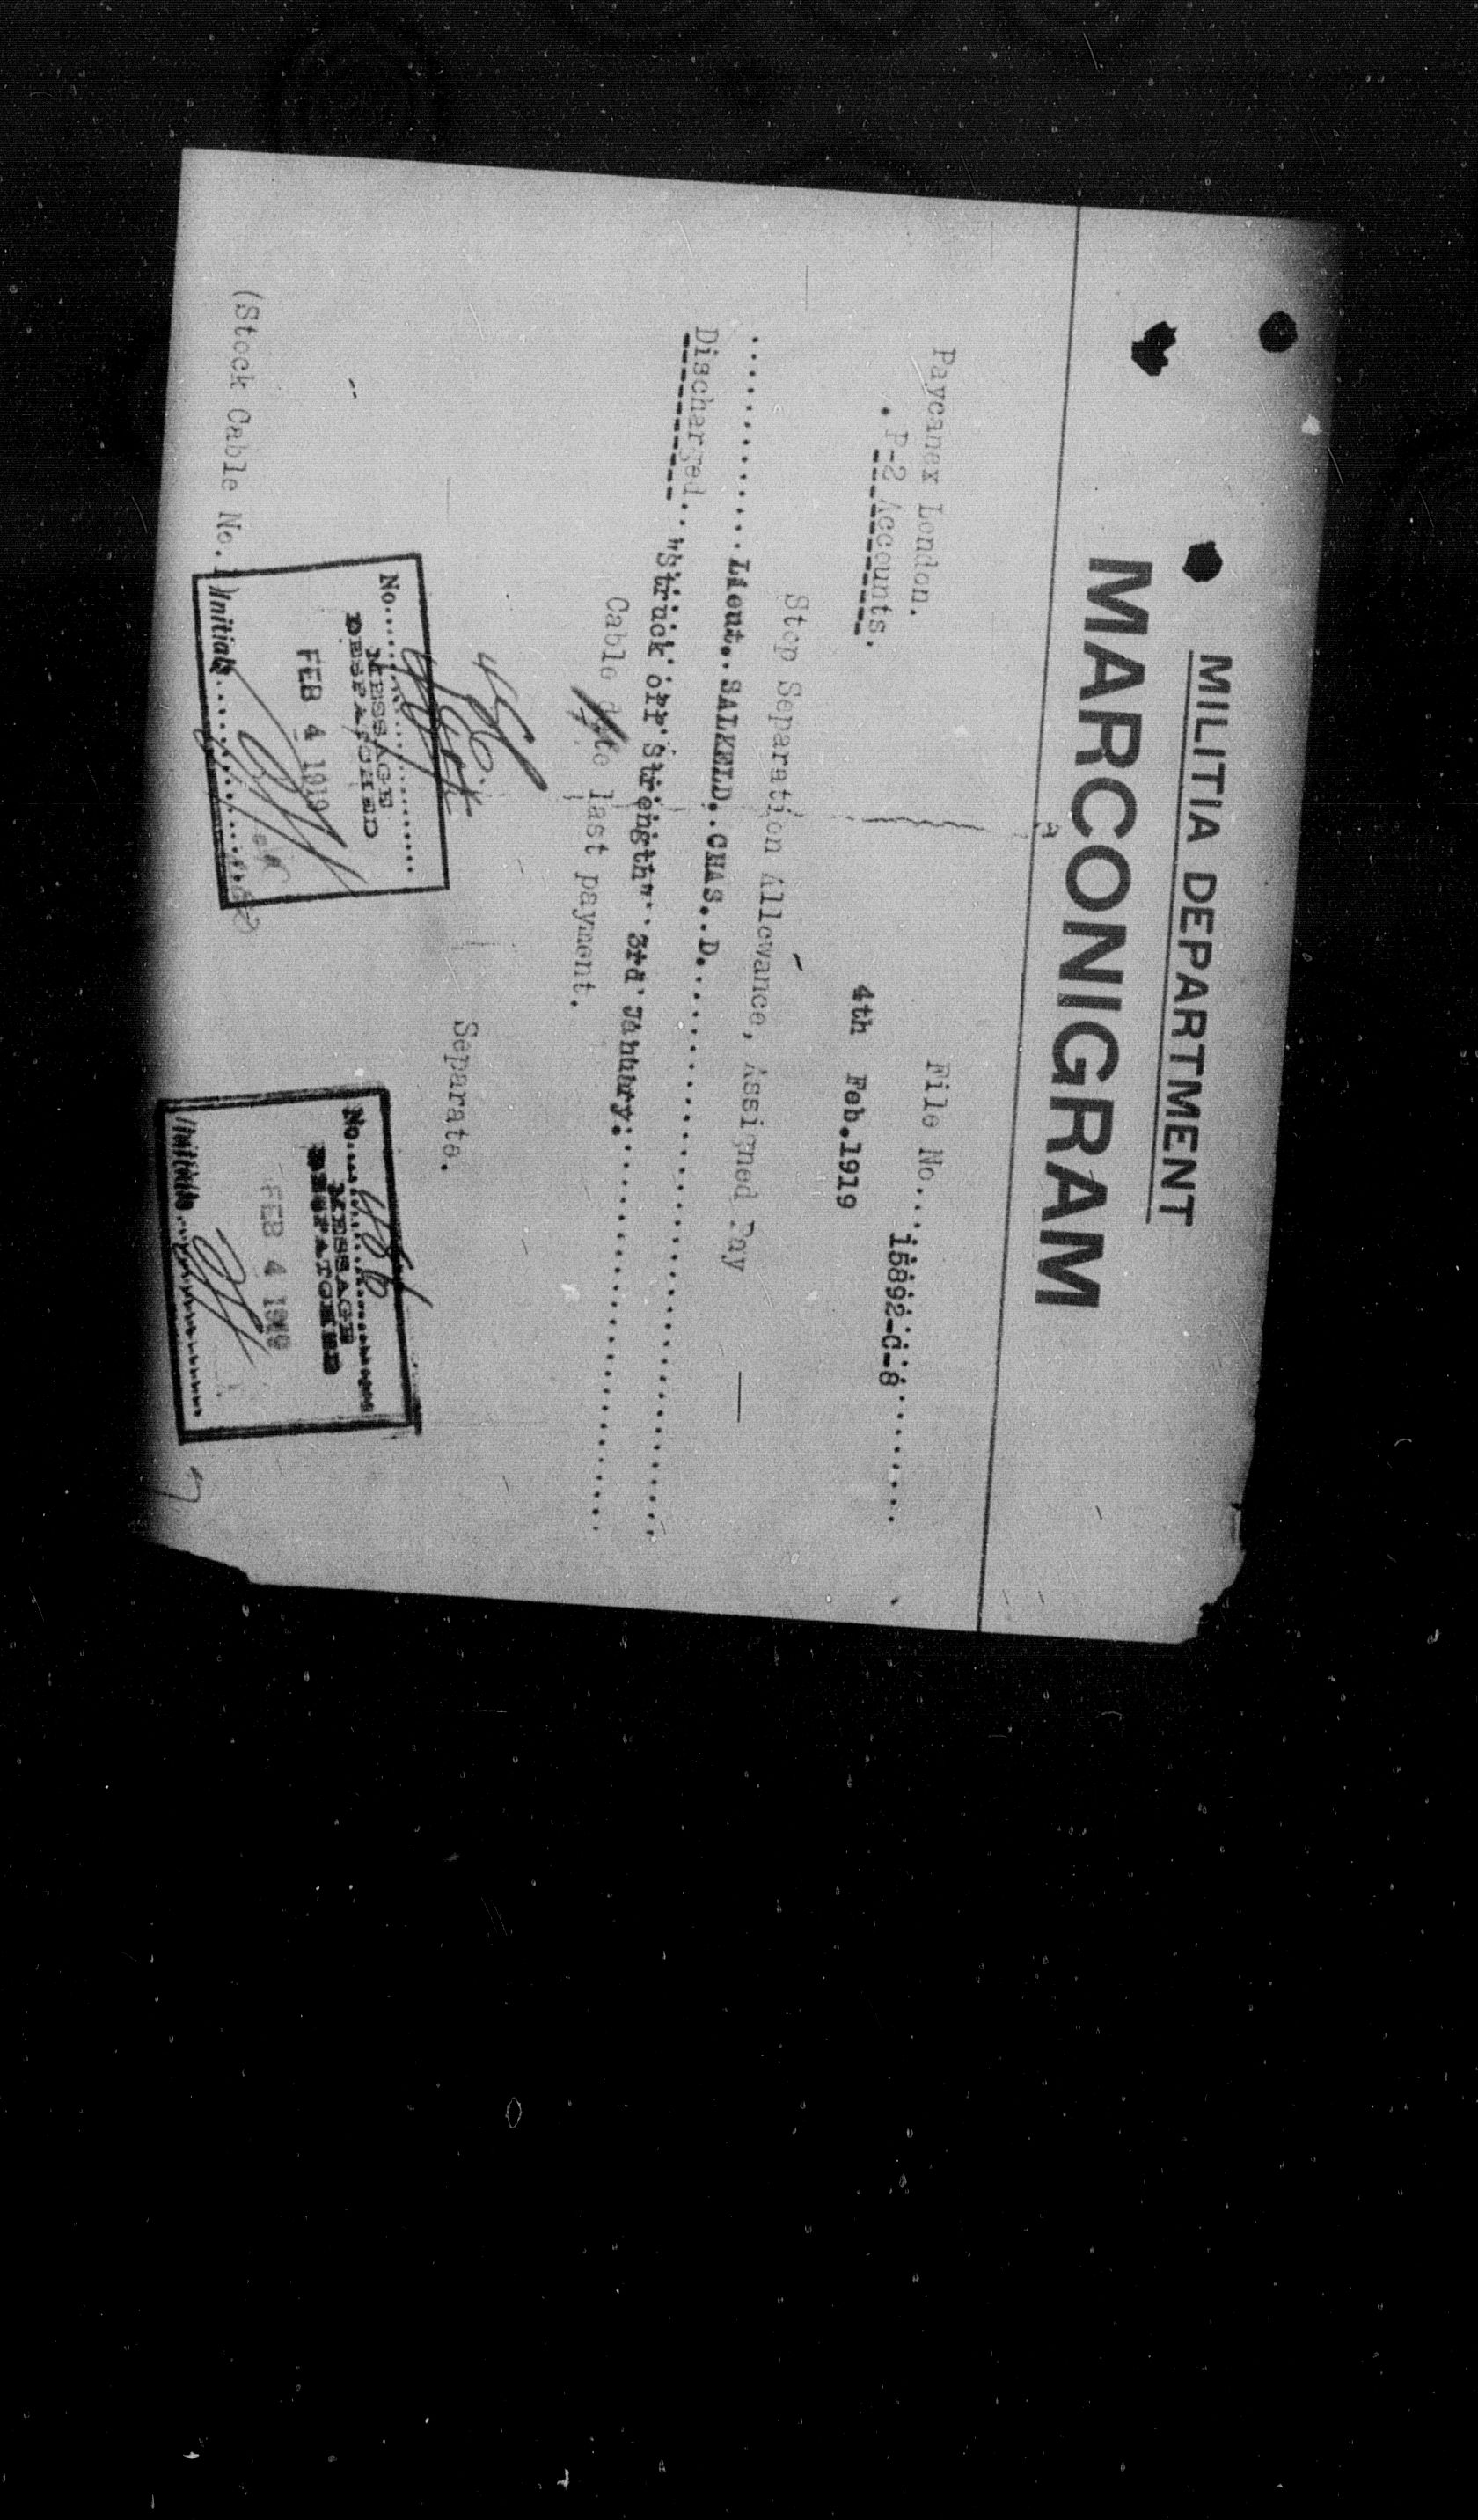 MILITIA DEPARTMENT
MARCONIGRAM
Paycanex London. File No....15892-C-8.........
P-2 Accounts.
4th Feb.1919
Stop Separation Allowance, Assigned Pay
..............Lieut..SALKELD..CHAS..D...........................
Discharged.."Struck off Strength" 3rd January...................
Cable date last payment.
Separate.
486
No.
MESSAGE
DESPATCHED
FEB 4 1919
Initials
No. 486
MESSAGE
DESPATCHED
FEB 4 1919
Initials
(Stock Cable No.